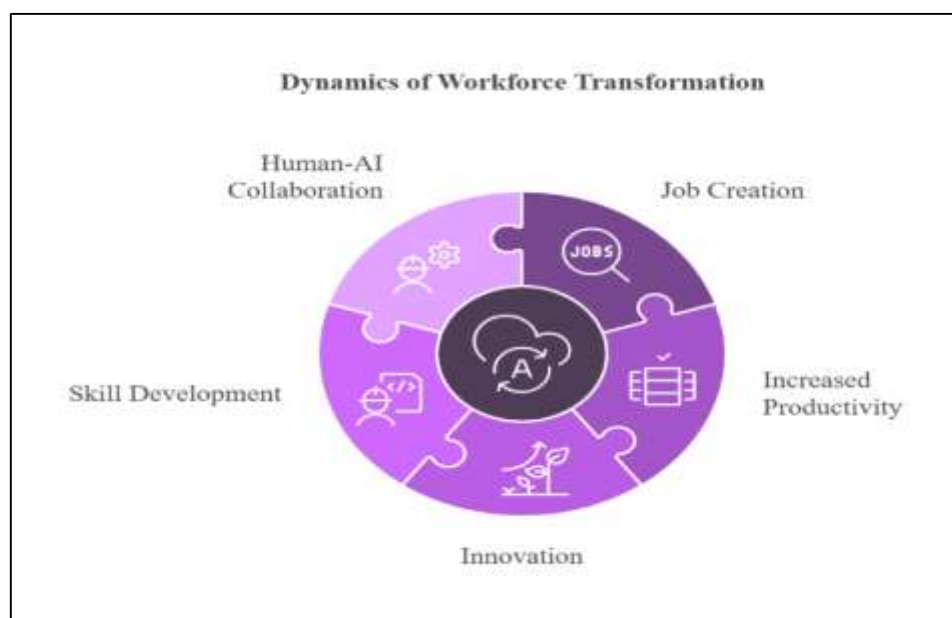 Dynamics of Workforce Transformation
Human-AI
Collaboration
Job Creation
JOBS
A
</>
Skill Development
Increased
Productivity
Innovation